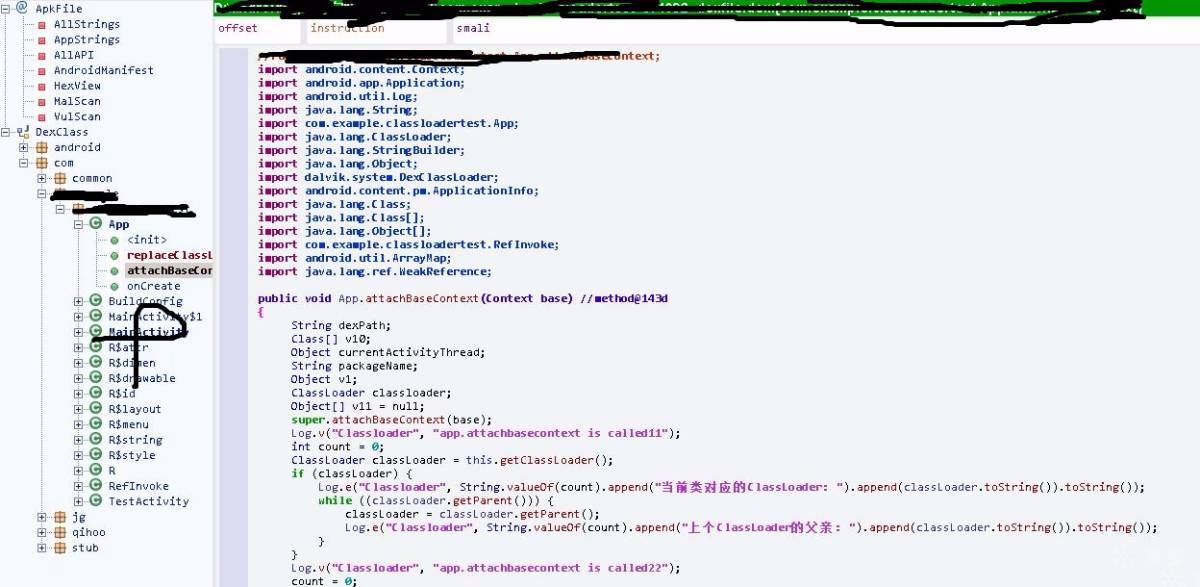 ApkFile
AllStrings
AppStrings
AllAPI
AndroidManifest
HexView
MalScan
VulScan
DexClass
android
com
common
App
<init>
replaceClassL
attachBaseCor
onCreate
BuildConfig
MainActivity$1
MainActivity
R$attr
R$dimen
R$drawable
R$id
R$layout
R$menu
R$string
R$style
R
RefInvoke
TestActivity
jg
qihoo
stub
offset instruction smali
import android.content.Context;
import android.app.Application;
import android.util.Log;
import java.lang.String;
import com.example.classloadertest.App;
import java.lang.ClassLoader;
import java.lang.StringBuilder;
import java.lang.Object;
import dalvik.system.DexClassLoader;
import android.content.pm.ApplicationInfo;
import java.lang.Class;
import java.lang.Class[];
import java.lang.Object[];
import com.example.classloadertest.RefInvoke;
import android.util.ArrayMap;
import java.lang.ref.WeakReference;
public void App.attachBaseContext(Context base) //method@143d
{
String dexPath;
Class[] v10;
Object currentActivityThread;
String packageName;
Object v1;
ClassLoader classloader;
Object[] v11 = null;
super.attachBaseContext(base);
Log.v("Classloader", "app.attachbasecontext is called11");
int count = 0;
ClassLoader classLoader = this.getClassLoader();
if (classLoader) {
Log.e("Classloader", String.valueOf(count).append("当前类对应的ClassLoader: ").append(classLoader.toString()).toString());
while ((classLoader.getParent())) {
classLoader = classLoader.getParent();
Log.e("Classloader", String.valueOf(count).append("上个ClassLoader的父亲: ").append(classLoader.toString()).toString());
}
}
Log.v("Classloader", "app.attachbasecontext is called22");
count = 0;